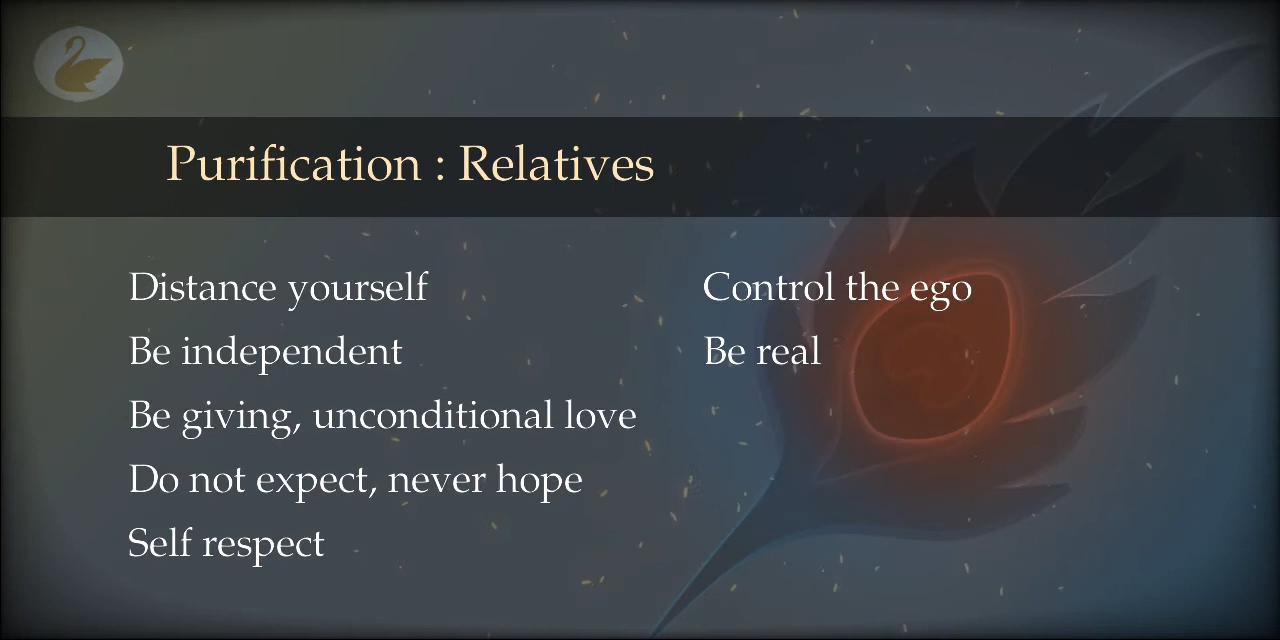 Purification : Relatives
Distance yourself
Be independent
Be giving, unconditional love
Do not expect, never hope
Self respect
Control the ego
Be real